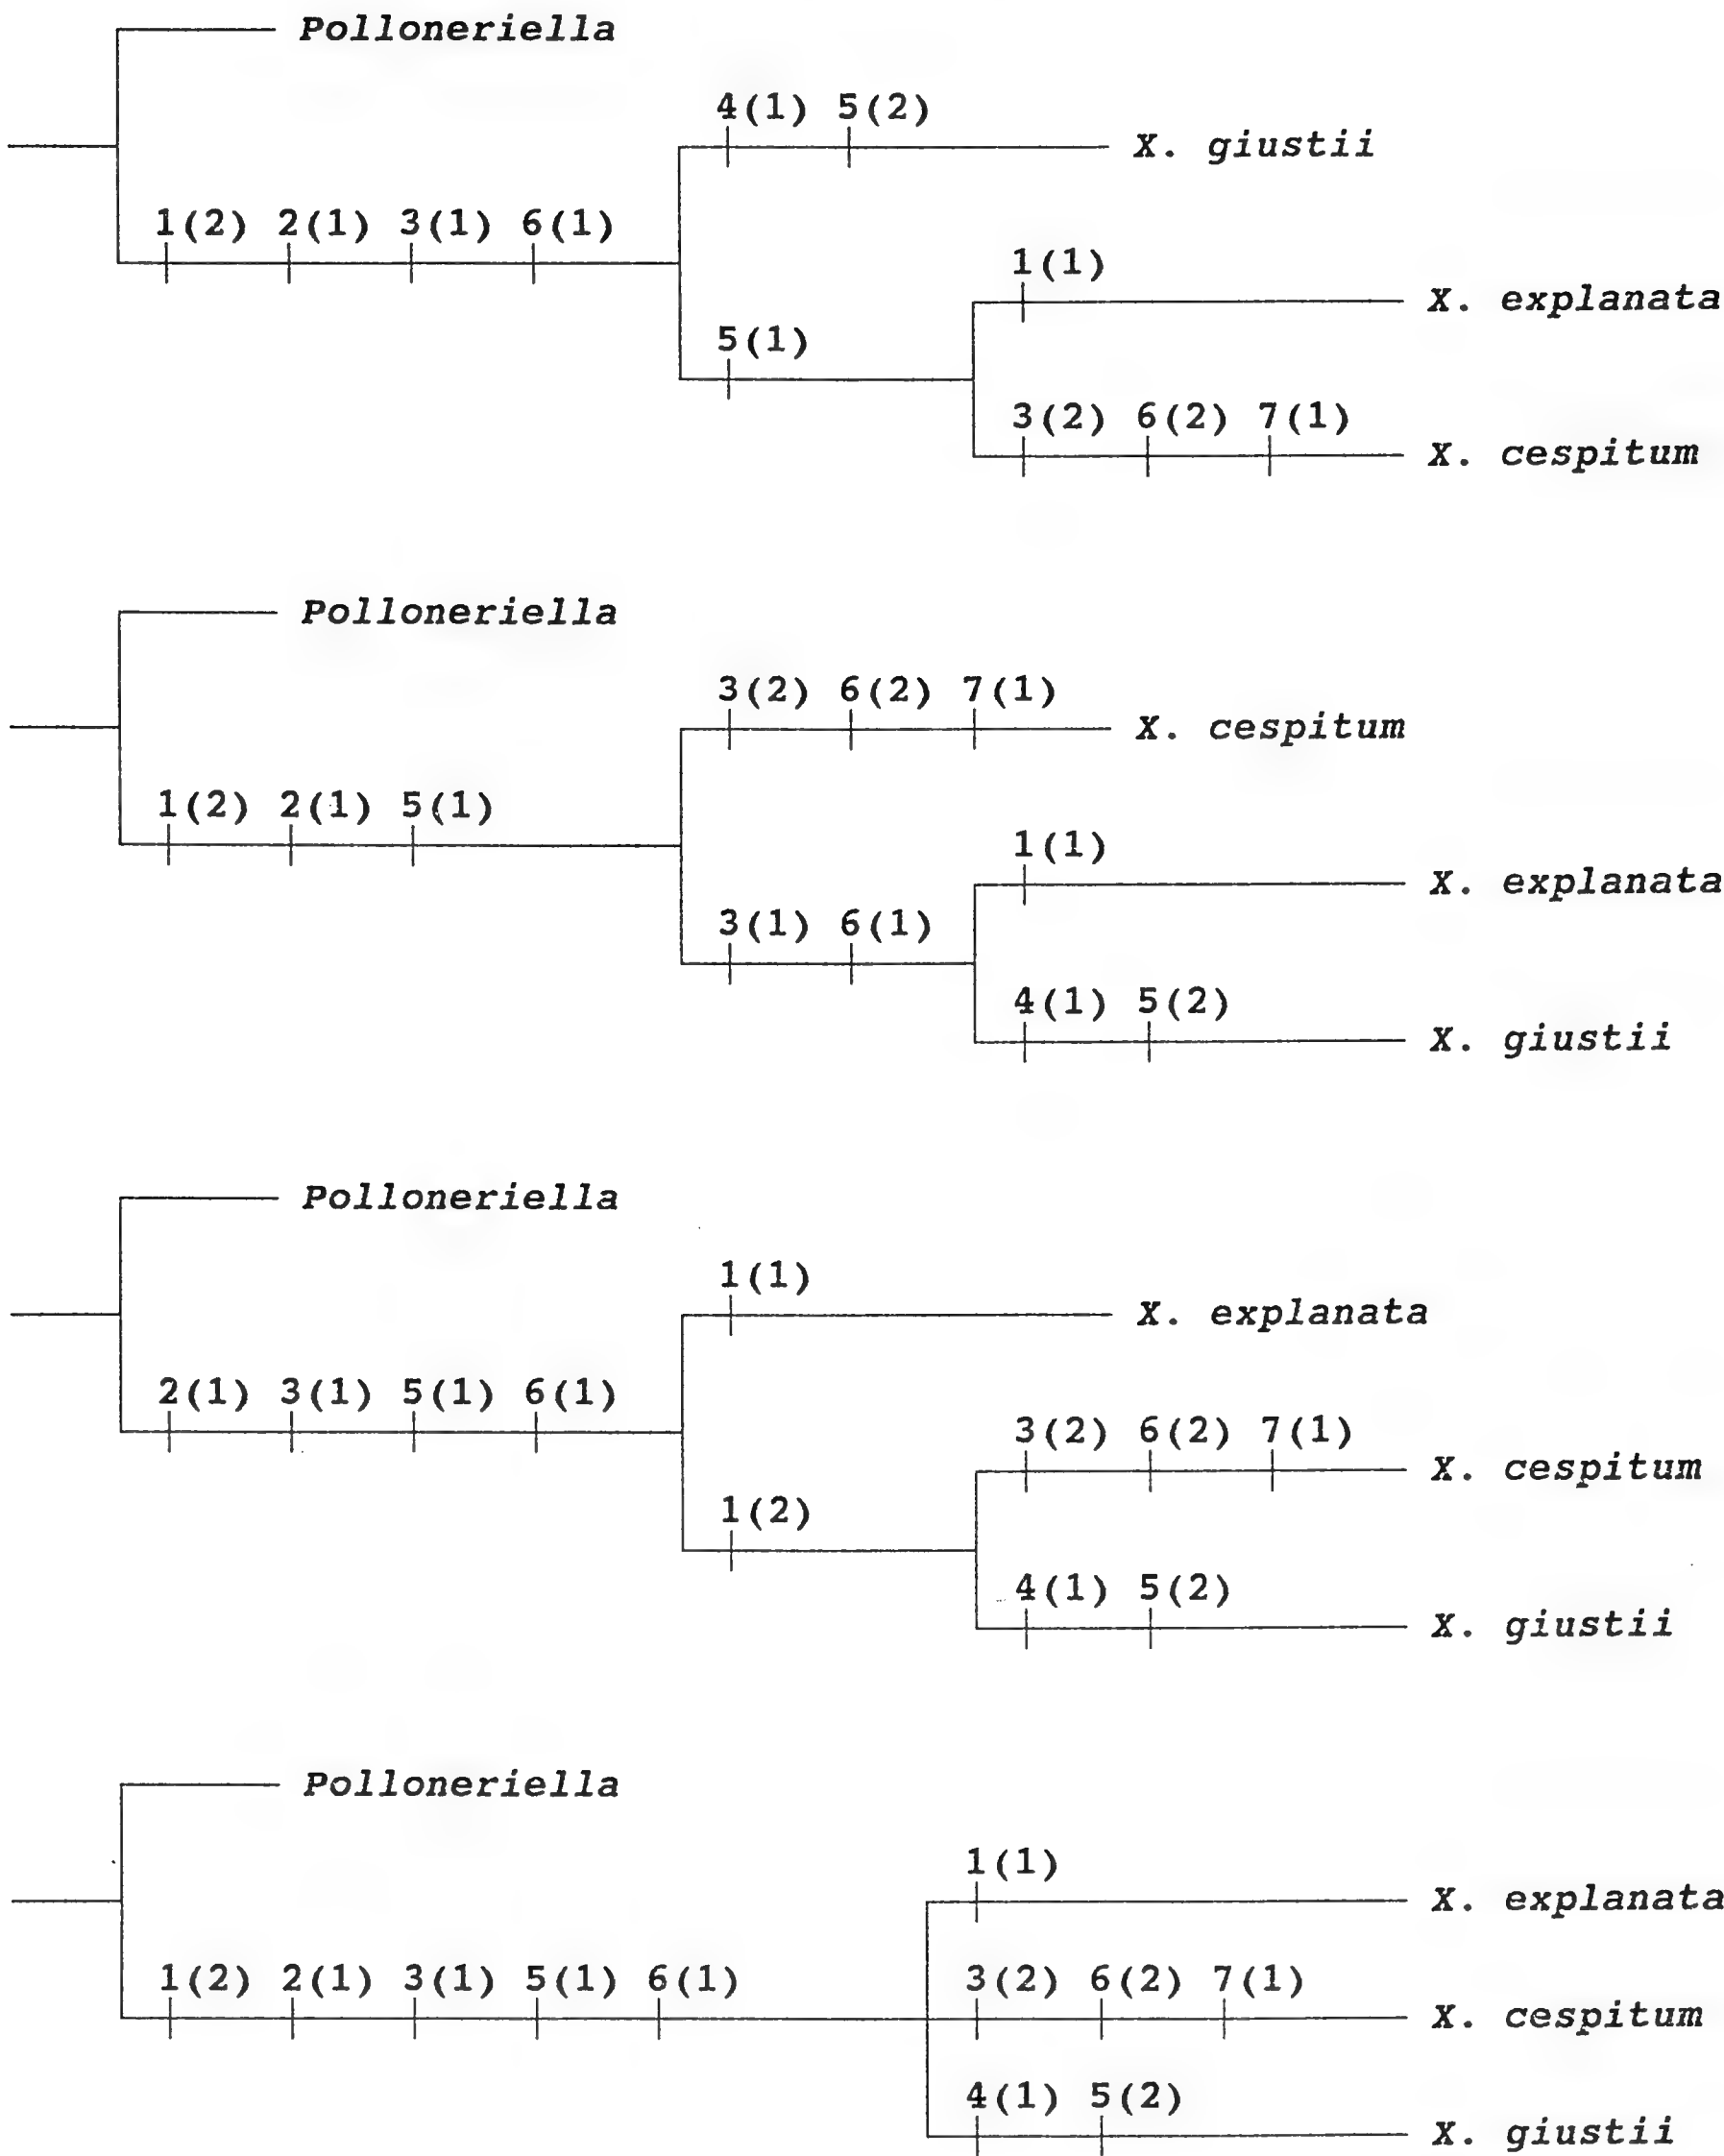 Polloneriella
4(1) 5(2)
X. giustii
1(2) 2(1) 3(1) 6(1)
1(1)
X. explanata
5(1)
3(2) 6(2) 7(1)
X. cespitum
Polloneriella
3(2) 6(2) 7(1)
X. cespitum
1(2) 2(1) 5(1)
1(1)
X. explanata
3(1) 6(1)
4(1) 5(2)
X. giustii
Polloneriella
1(1)
X. explanata
2(1) 3(1) 5(1) 6(1)
3(2) 6(2) 7(1)
X. cespitum
1(2)
4(1) 5(2)
X. giustii
Polloneriella
1(1)
X. explanata
1(2) 2(1) 3(1) 5(1) 6(1)
3(2) 6(2) 7(1)
X. cespitum
4(1) 5(2)
X. giustii